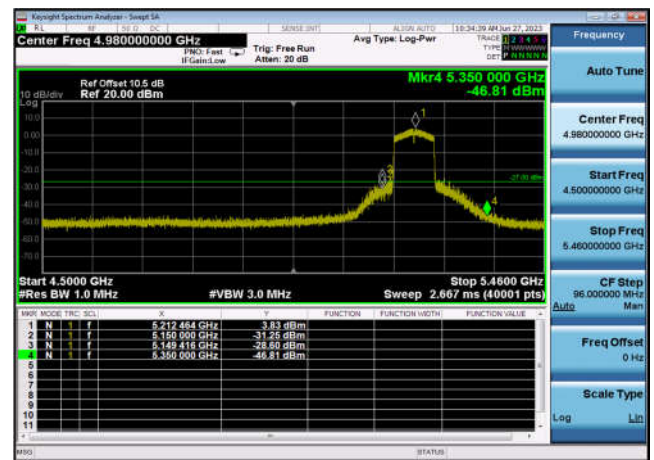 Keysight Spectrum Analyzer - Swept SA
RL RF 50 Ω DC SENSE:INT ALIGN AUTO 10:34:39 AM Jun 27, 2023
Center Freq 4.980000000 GHz
PNO: Fast
IFGain:Low
Trig: Free Run
Atten: 20 dB
Avg Type: Log-Pwr
TRACE 1 2 3 4 5 6
TYPE
DET P N N N N N
Frequency
Mkr4 5.350 000 GHz
-46.81 dBm
Ref Offset 10.5 dB
10 dB/div Ref 20.00 dBm
Log
10.0
0.00
-10.0
-20.0
-30.0
-40.0
-50.0
-60.0
-70.0
1
3
4
-27.00 dBm
Start 4.5000 GHz
Stop 5.4600 GHz
#Res BW 1.0 MHz
#VBW 3.0 MHz
Sweep 2.667 ms (40001 pts)
MKR MODE TRC SCL X Y FUNCTION FUNCTION WIDTH FUNCTION VALUE
1 N 1 f 5.212 464 GHz 3.83 dBm
2 N 1 f 5.150 000 GHz -31.25 dBm
3 N 1 f 5.149 416 GHz -28.50 dBm
4 N 1 f 5.350 000 GHz -46.81 dBm
5
6
7
8
9
10
11
MSG
STATUS
Auto Tune
Center Freq
4.980000000 GHz
Start Freq
4.500000000 GHz
Stop Freq
5.460000000 GHz
CF Step
96.000000 MHz
Auto Man
Freq Offset
0 Hz
Scale Type
Log Lin